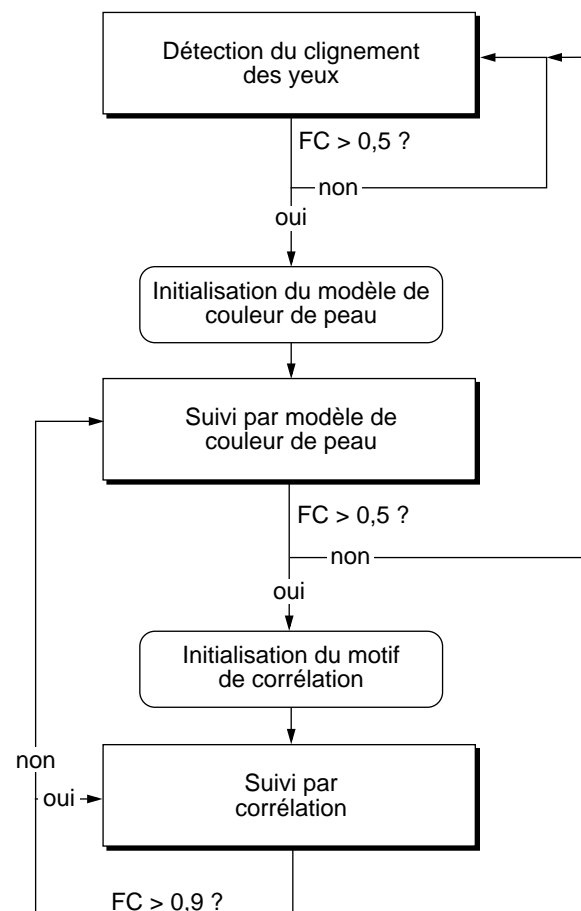 Détection du clignement
des yeux
FC > 0,5 ?
non
oui
Initialisation du modèle de
couleur de peau
Suivi par modèle de
couleur de peau
FC > 0,5 ?
non
oui
Initialisation du motif
de corrélation
non
oui
Suivi par
corrélation
FC > 0,9 ?